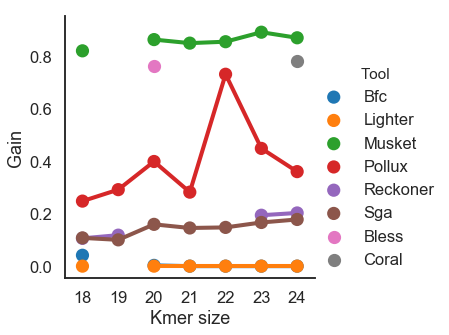 Gain
0.8
0.6
0.4
0.2
0.0
18 19 20 21 22 23 24
Kmer size
Tool
Bfc
Lighter
Musket
Pollux
Reckoner
Sga
Bless
Coral